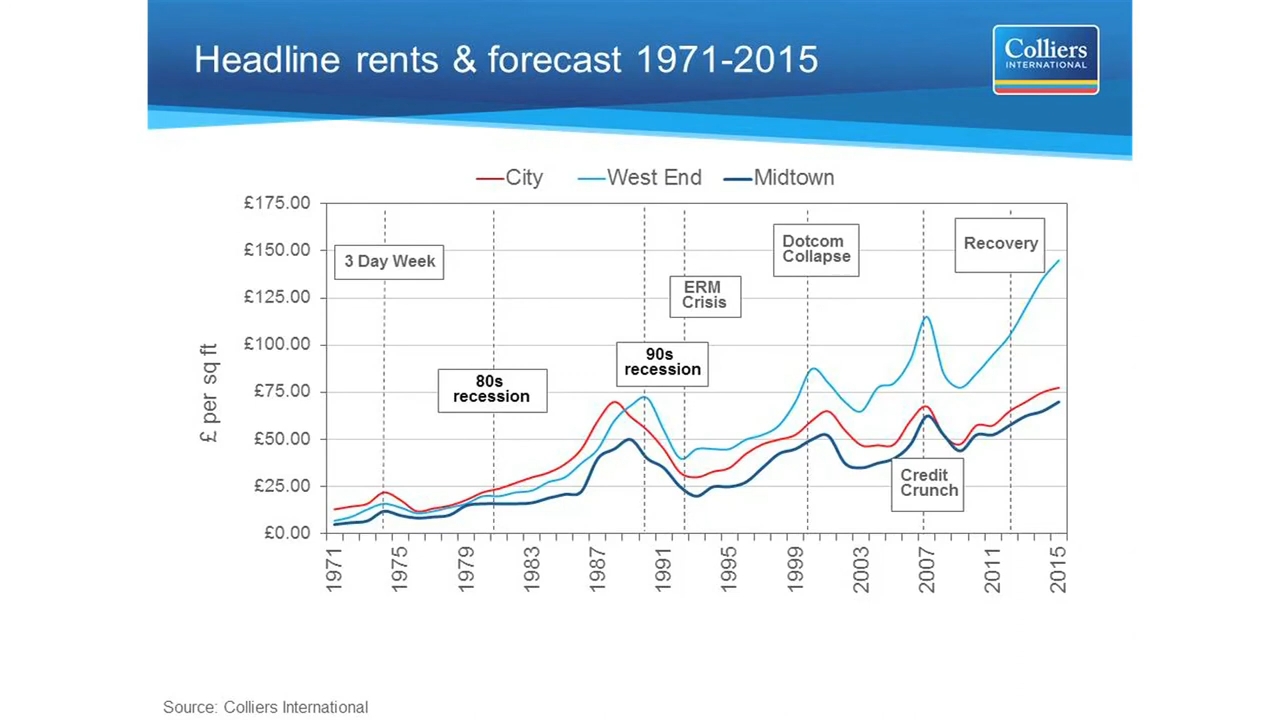 Headline rents & forecast 1971-2015
Colliers
INTERNATIONAL
City
West End
Midtown
£175.00
£150.00
£125.00
£100.00
£75.00
£50.00
£25.00
£0.00
£ per sq ft
3 Day Week
80s
recession
90s
recession
ERM
Crisis
Dotcom
Collapse
Credit
Crunch
Recovery
1971
1975
1979
1983
1987
1991
1995
1999
2003
2007
2011
2015
Source: Colliers International